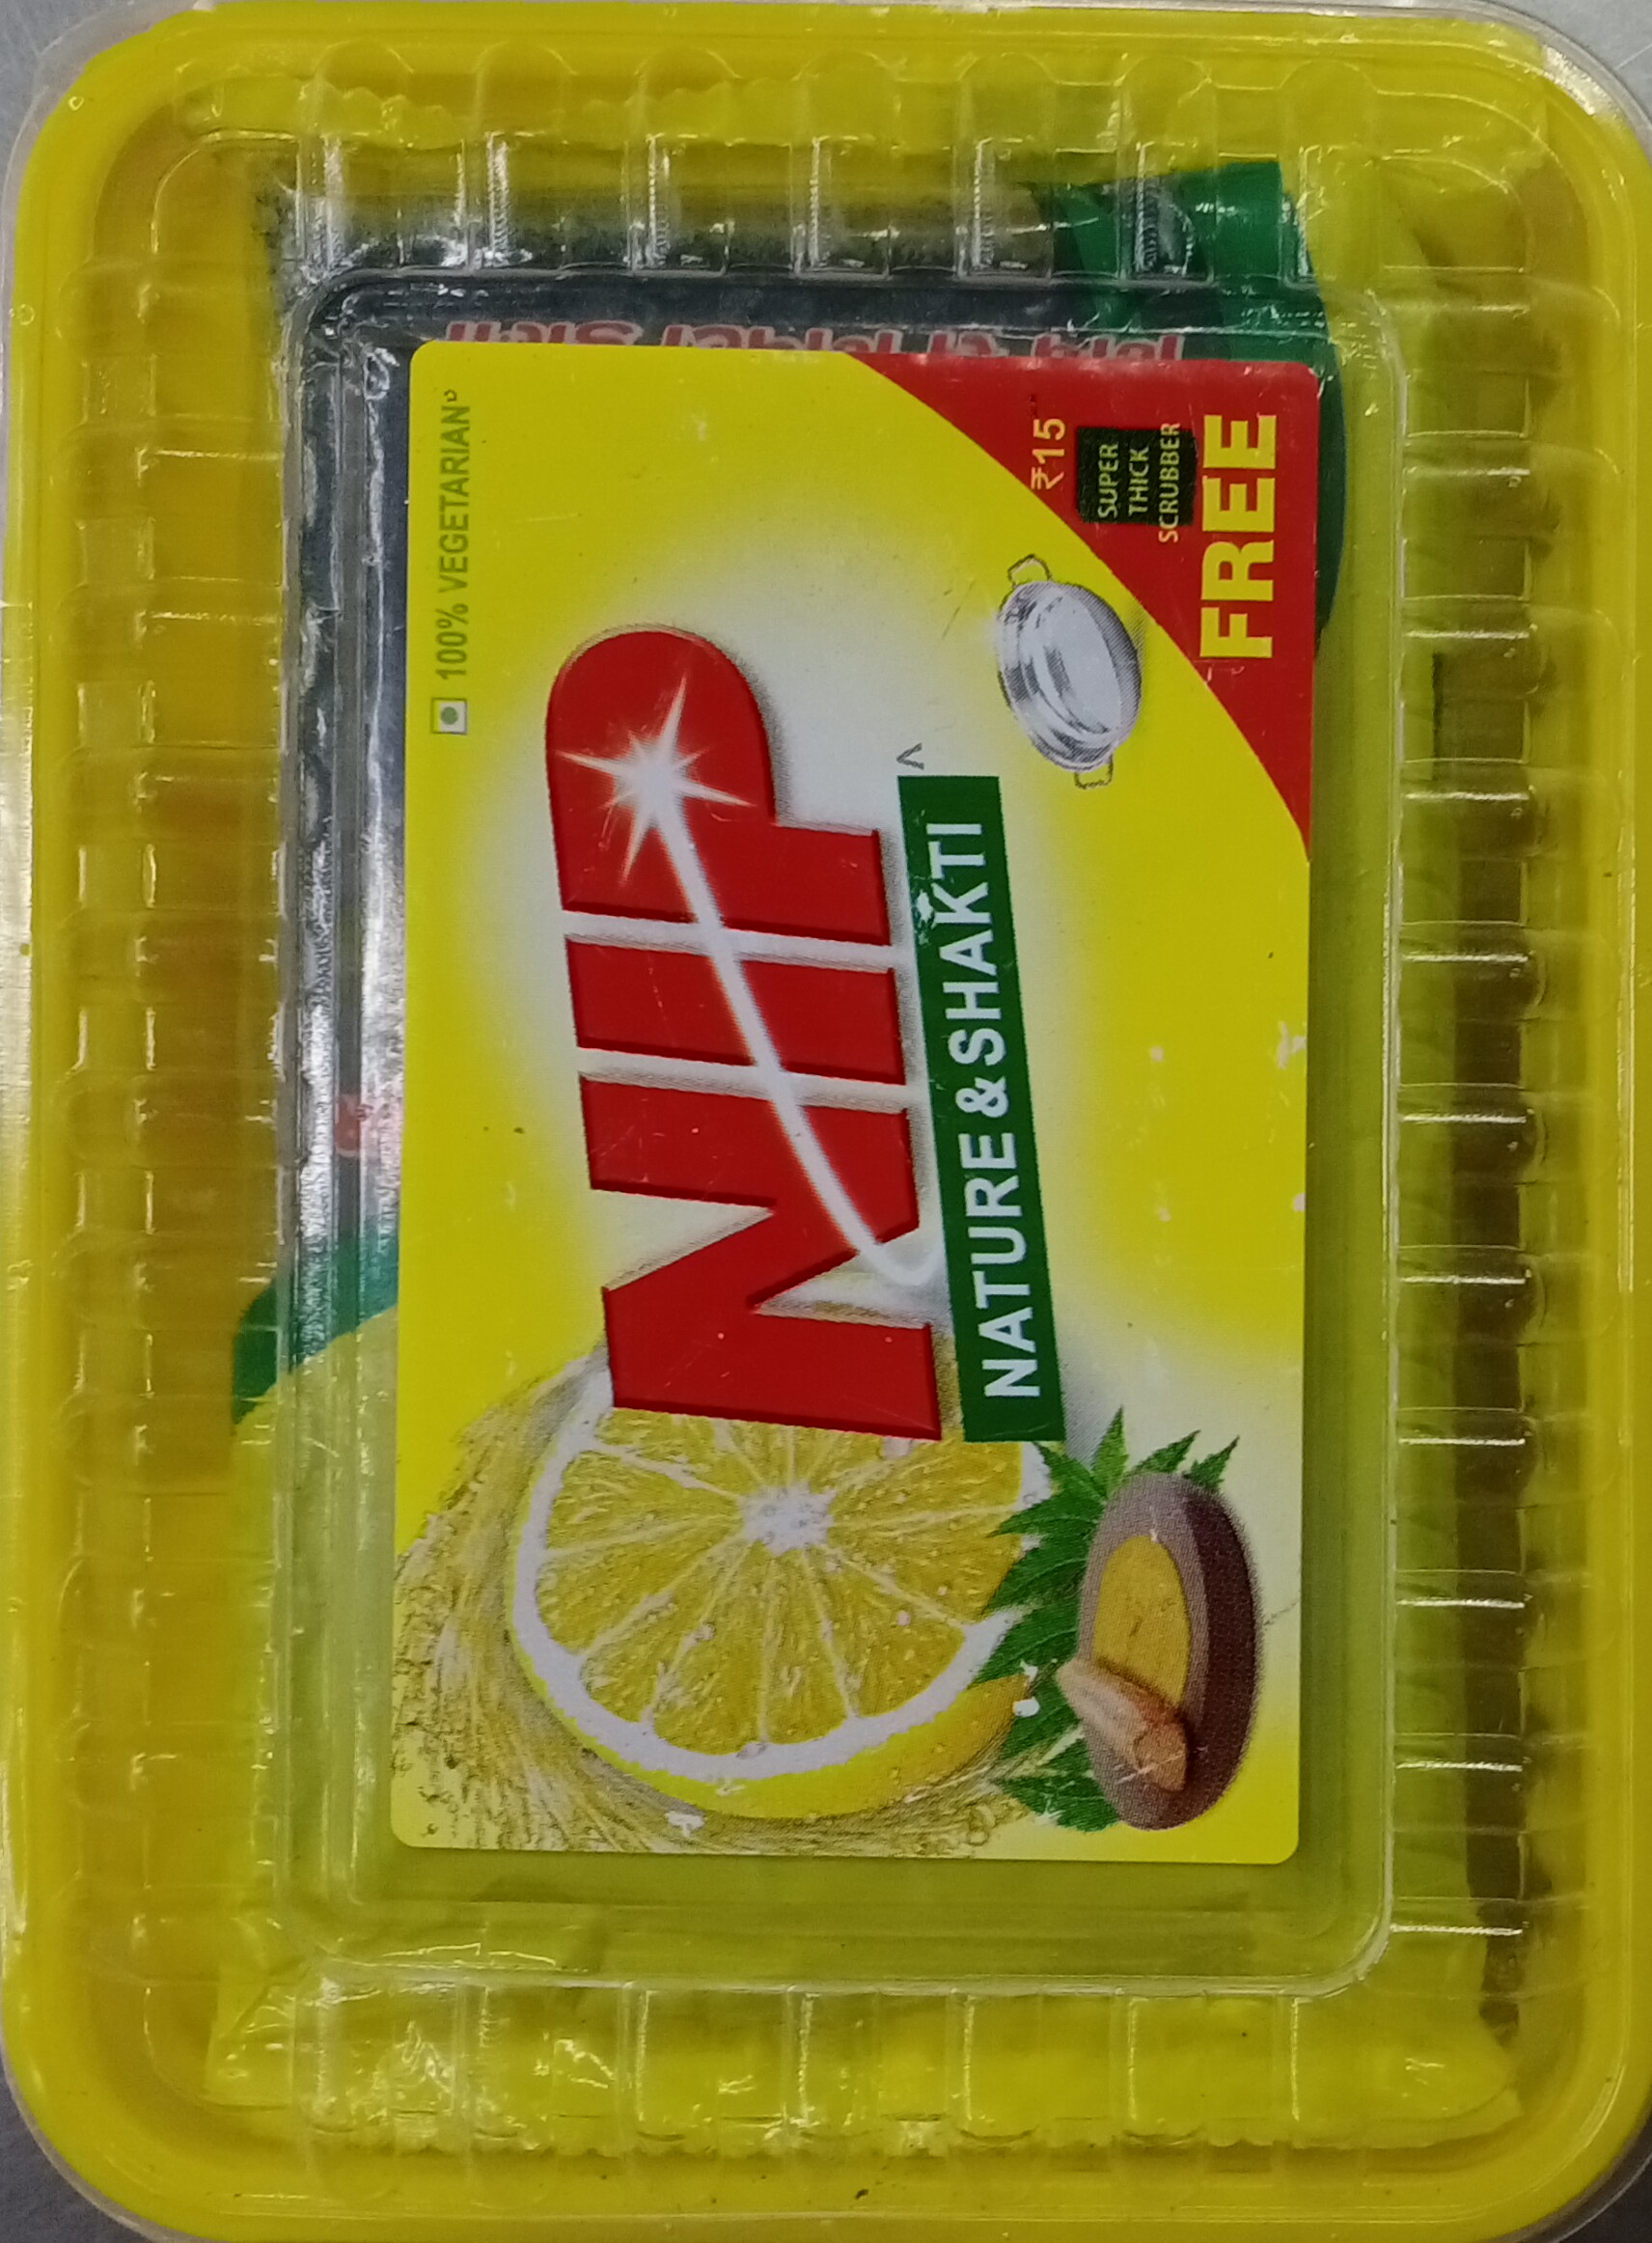 100% VEGETARIAN
NIP
NATURE & SHAKTI
₹15
SUPER
THICK
SCRUBBER
FREE